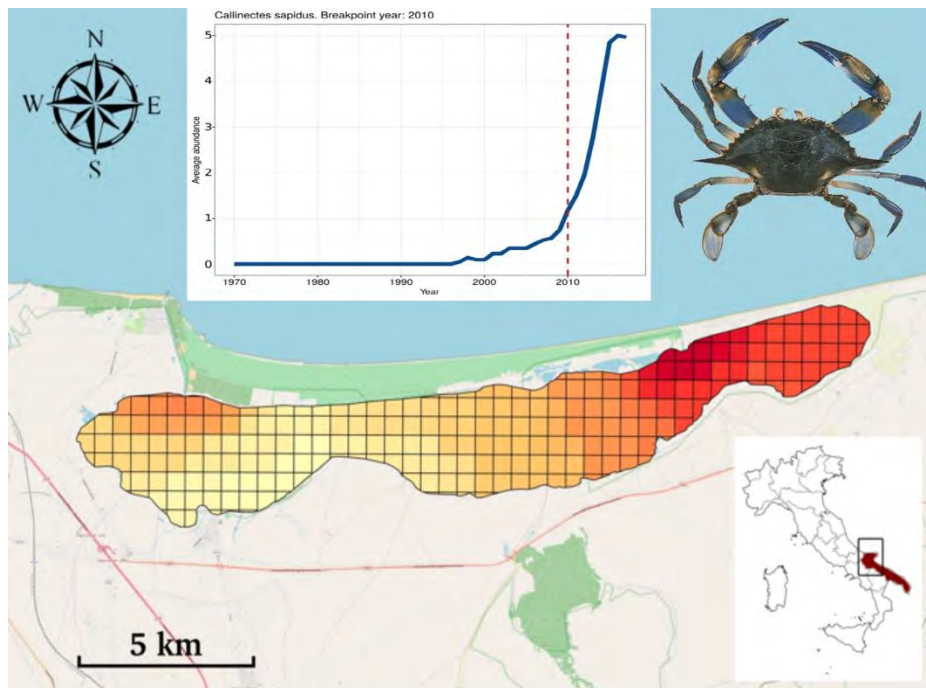 Callinectes sapidus. Breakpoint year: 2010
N
W E
S
Average abundance
5
4
3
2
1
0
1970 1980 1990 2000 2010
Year
5 km